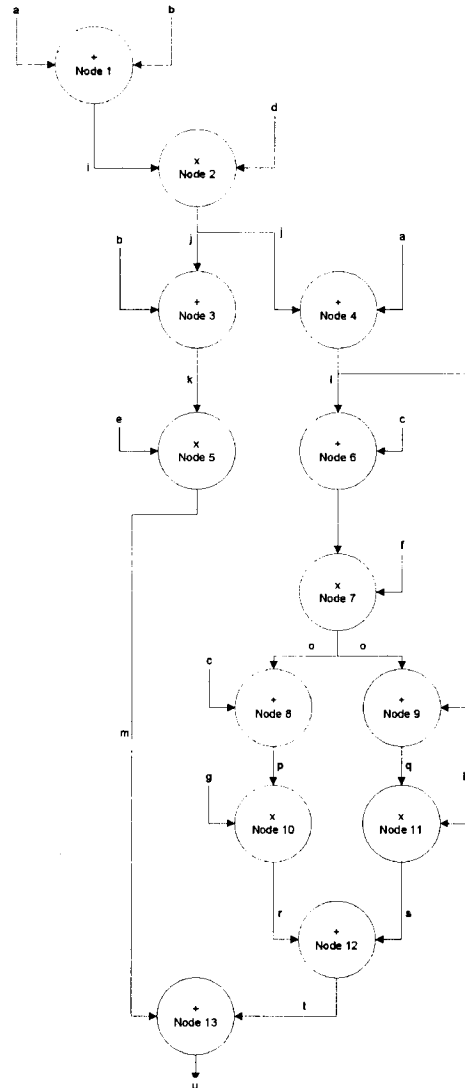 a b
+
Node 1
i d
x
Node 2
j j
b a
+
Node 3
+
Node 4
k l
e c
x
Node 5
+
Node 6
f
x
Node 7
o o
c
+
Node 8
+
Node 9
m p q
g
x
Node 10
x
Node 11
r s
+
Node 12
t
+
Node 13
u